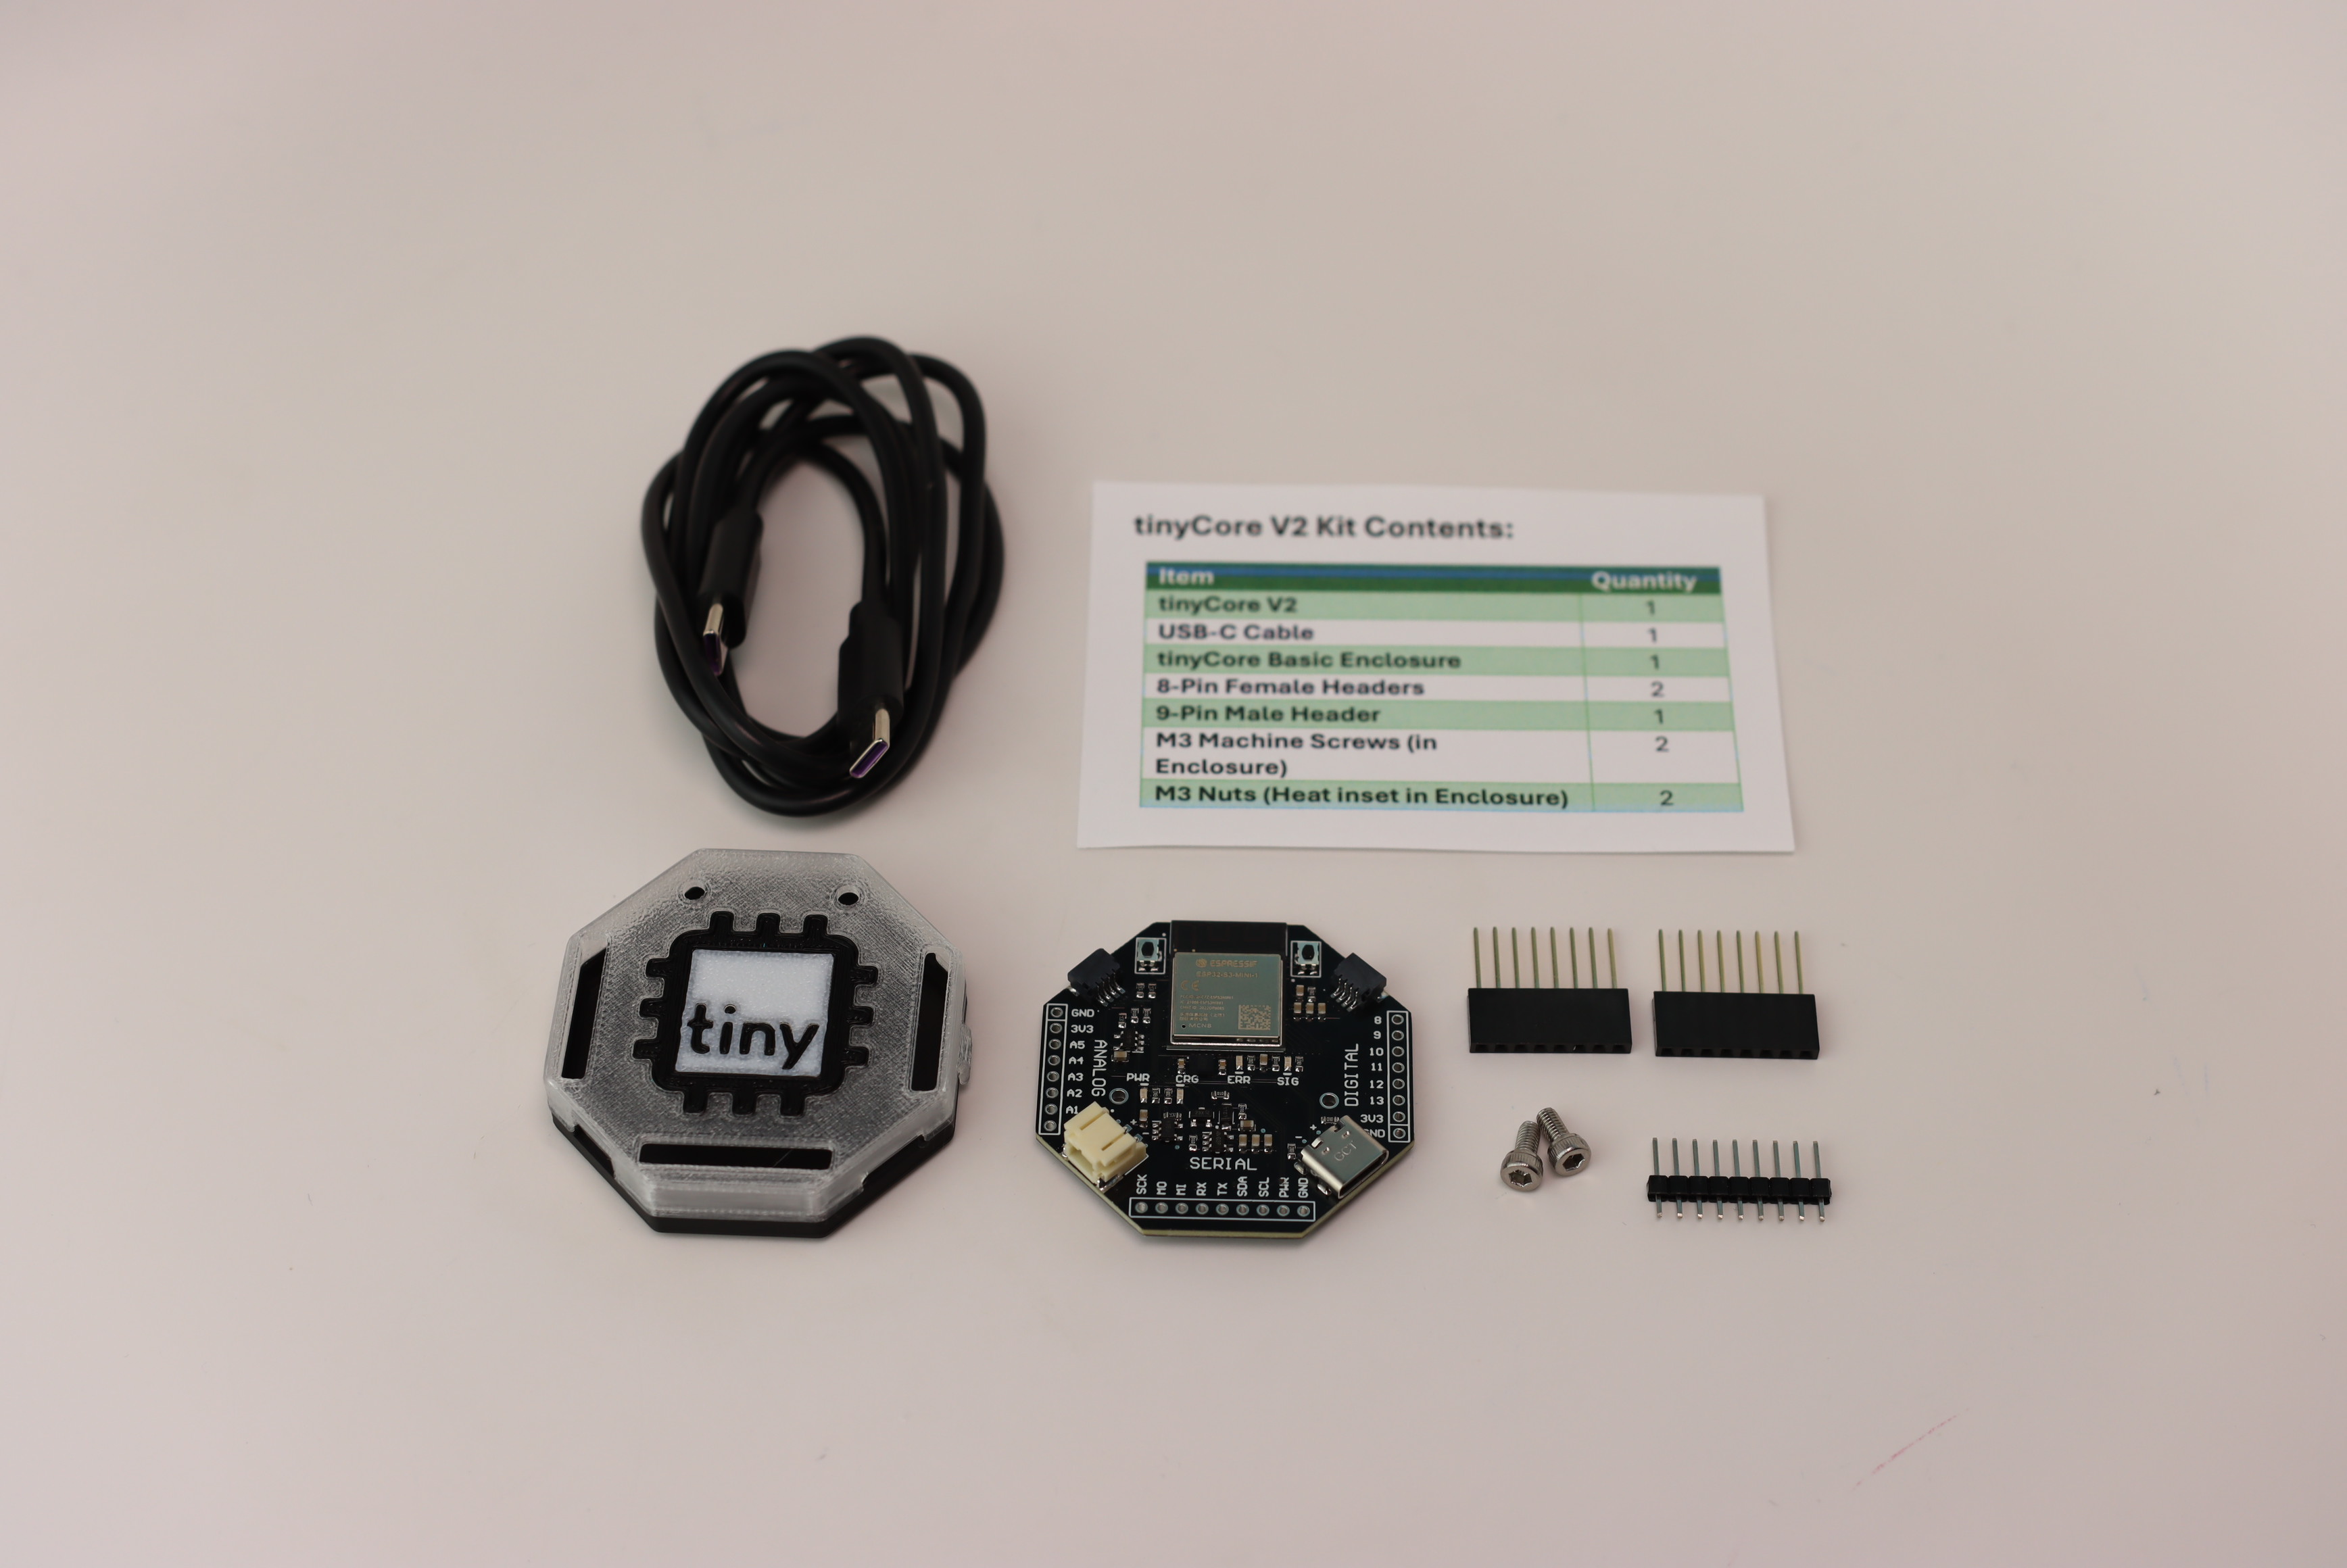 tinyCore V2 Kit Contents:
Item Quantity
tinyCore V2 1
USB-C Cable 1
tinyCore Basic Enclosure 1
8-Pin Female Headers 2
9-Pin Male Header 1
M3 Machine Screws (in 2
Enclosure)
M3 Nuts (Heat inset in Enclosure) 2
tiny
ESPRESSIF
GND
3V3
A5
A4
A3
A2
A1
ANALOG
PWR CRG ERR SIG
DIGITAL
8
9
10
11
12
13
3V3
GND
GCT
SERIAL
SCK MO MI RX TX SDA SCL PWR GND